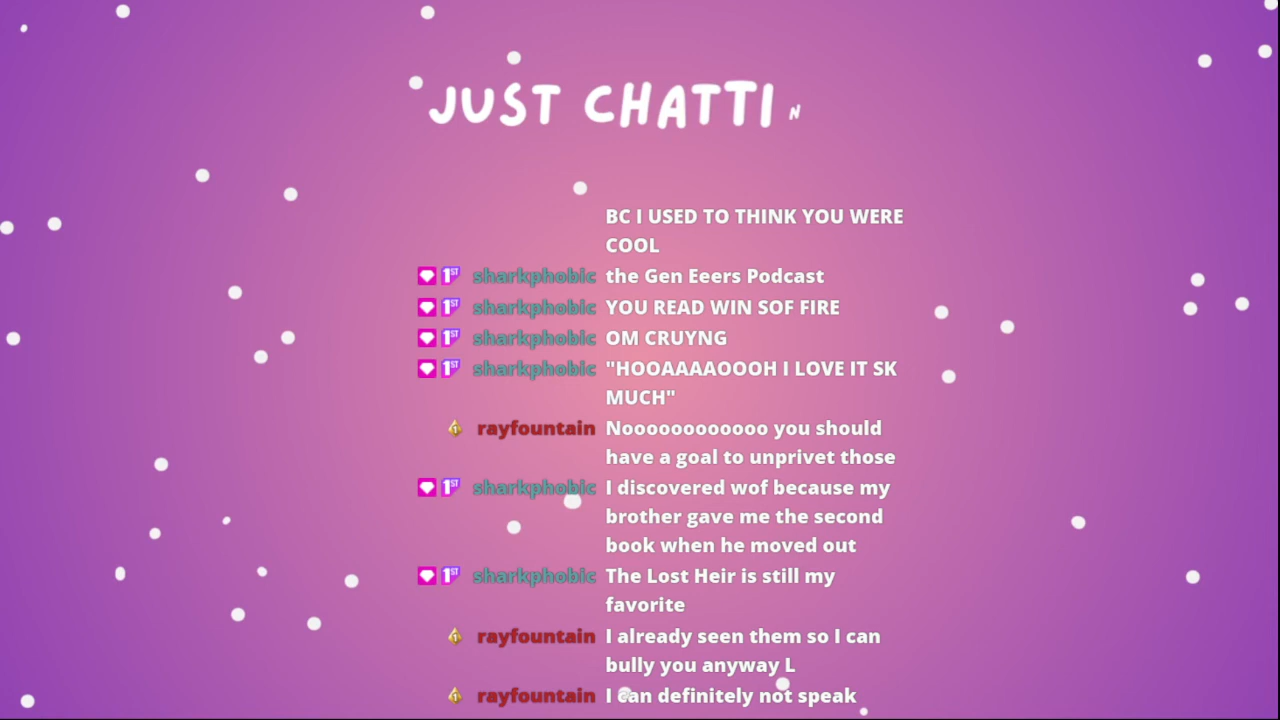 JUST CHATTIN
BC I USED TO THINK YOU WERE
COOL
sharkphobic the Gen Eeers Podcast
sharkphobic YOU READ WIN SOF FIRE
sharkphobic OM CRUYNG
sharkphobic "HOOAAAAOOOH I LOVE IT SK
MUCH"
rayfountain Noooooooooooo you should
have a goal to unprivet those
sharkphobic I discovered wof because my
brother gave me the second
book when he moved out
sharkphobic The Lost Heir is still my
favorite
rayfountain I already seen them so I can
bully you anyway L
rayfountain I can definitely not speak